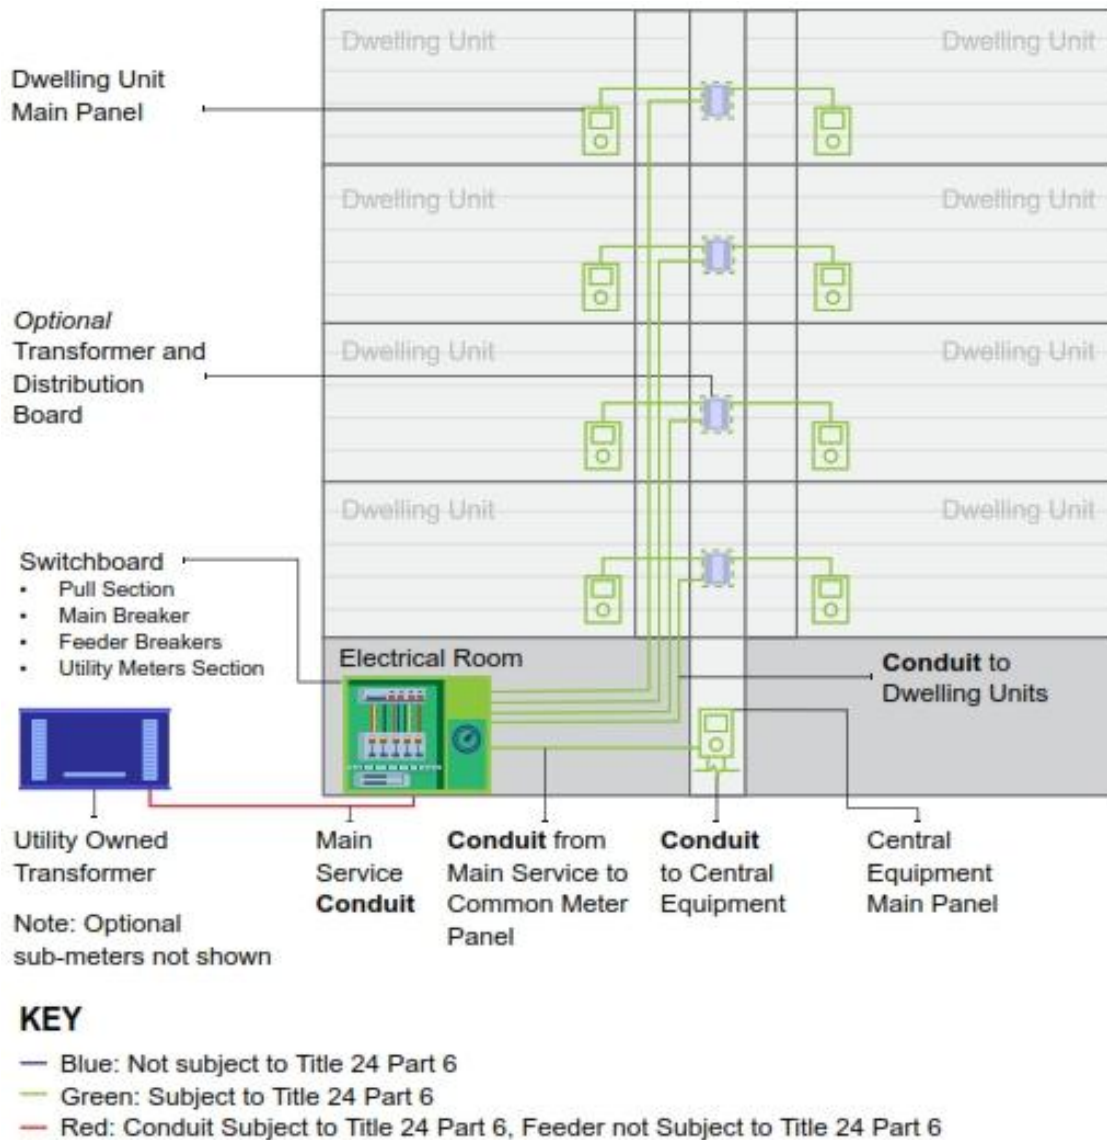 Dwelling Unit
Dwelling Unit
Dwelling Unit
Main Panel
Dwelling Unit
Dwelling Unit
Optional
Transformer and
Distribution
Board
Dwelling Unit
Dwelling Unit
Dwelling Unit
Dwelling Unit
Switchboard
• Pull Section
• Main Breaker
• Feeder Breakers
• Utility Meters Section
Electrical Room
Conduit to
Dwelling Units
Utility Owned
Transformer
Note: Optional
sub-meters not shown
Main
Service
Conduit
Conduit from
Main Service to
Common Meter
Panel
Conduit
to Central
Equipment
Central
Equipment
Main Panel
KEY
Blue: Not subject to Title 24 Part 6
Green: Subject to Title 24 Part 6
Red: Conduit Subject to Title 24 Part 6, Feeder not Subject to Title 24 Part 6